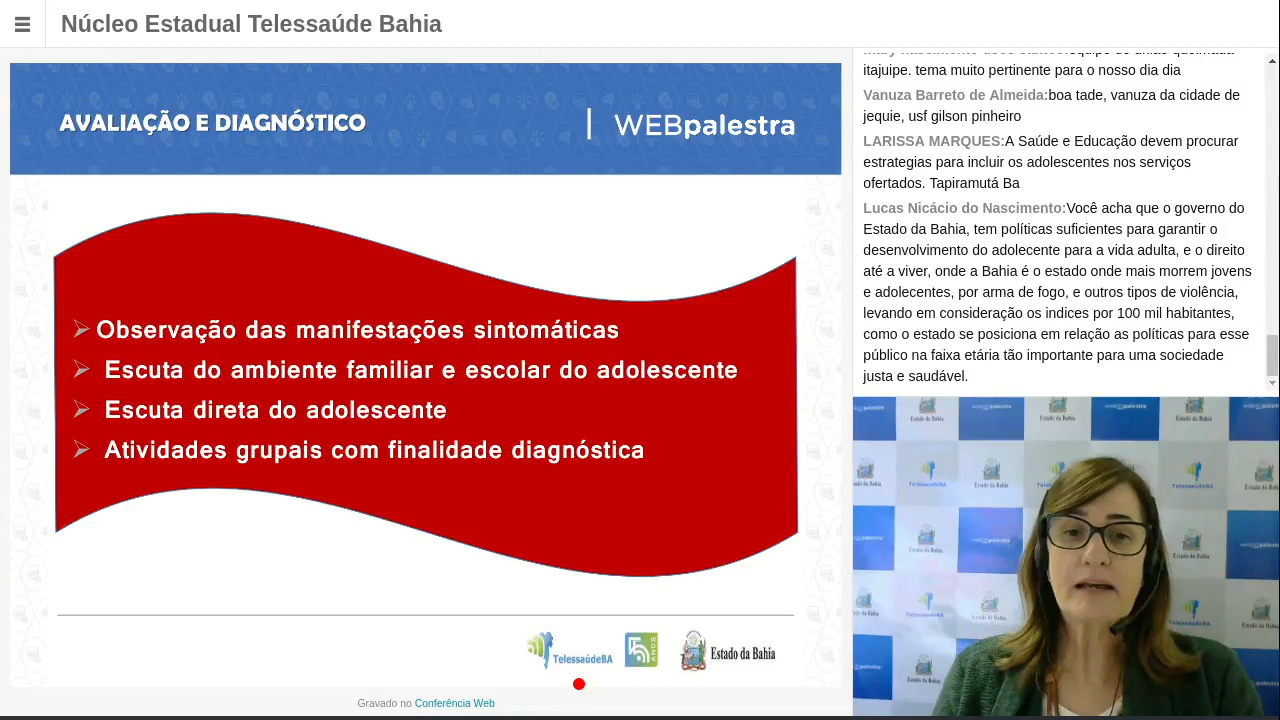 Núcleo Estadual Telessaúde Bahia
AVALIAÇÃO E DIAGNÓSTICO
WEBpalestra
Observação das manifestações sintomáticas
Escuta do ambiente familiar e escolar do adolescente
Escuta direta do adolescente
Atividades grupais com finalidade diagnóstica
TelessaúdeBA
5 ANOS
Estado da Bahia
Gravado no Conferência Web
itajuipe. tema muito pertinente para o nosso dia dia
Vanuza Barreto de Almeida:boa tade, vanuza da cidade de
jequie, usf gilson pinheiro
LARISSA MARQUES:A Saúde e Educação devem procurar
estrategias para incluir os adolescentes nos serviços
ofertados. Tapiramutá Ba
Lucas Nicácio do Nascimento:Você acha que o governo do
Estado da Bahia, tem políticas suficientes para garantir o
desenvolvimento do adolecente para a vida adulta, e o direito
até a viver, onde a Bahia é o estado onde mais morrem jovens
e adolecentes, por arma de fogo, e outros tipos de violência,
levando em consideração os indices por 100 mil habitantes,
como o estado se posiciona em relação as políticas para esse
público na faixa etária tão importante para uma sociedade
justa e saudável.